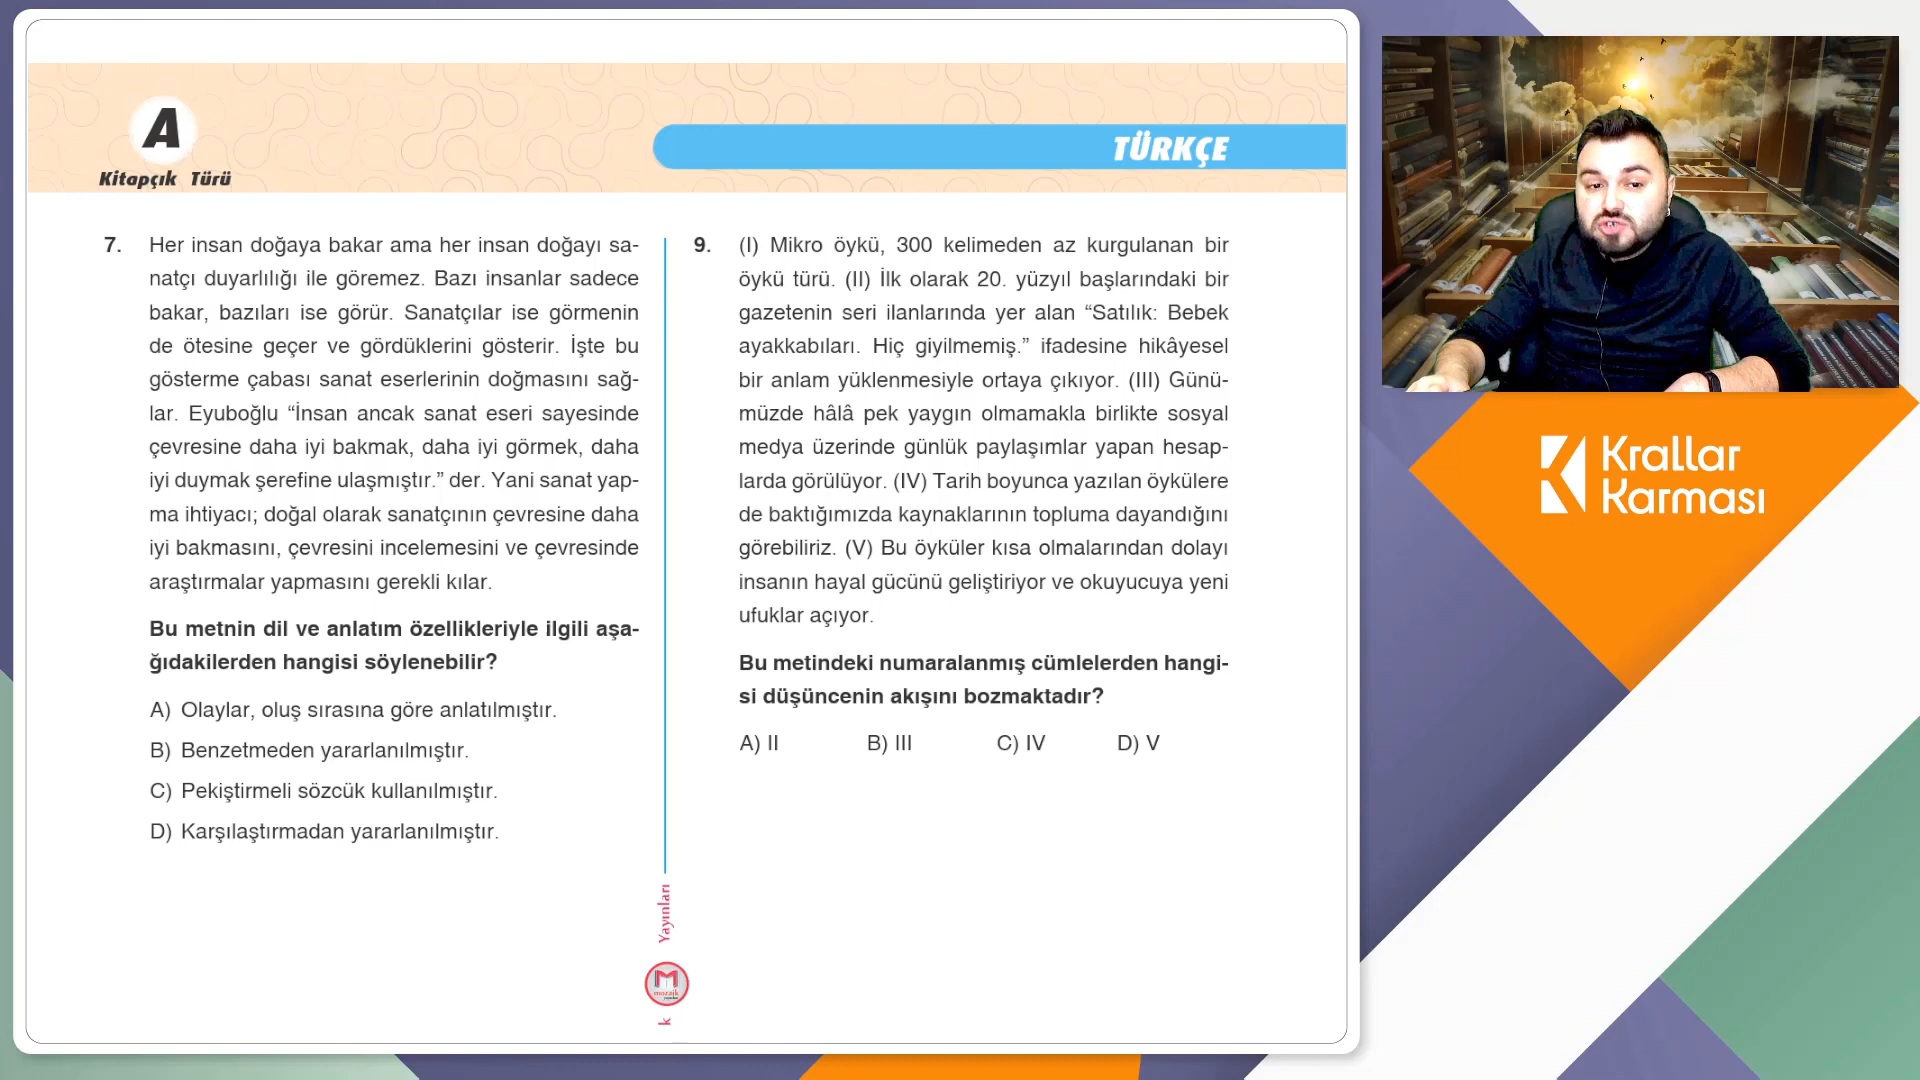 A
Kitapçık Türü
TÜRKÇE
7. Her insan doğaya bakar ama her insan doğayı sa-
natçı duyarlılığı ile göremez. Bazı insanlar sadece
bakar, bazıları ise görür. Sanatçılar ise görmenin
de ötesine geçer ve gördüklerini gösterir. İşte bu
gösterme çabası sanat eserlerinin doğmasını sağ-
lar. Eyuboğlu “İnsan ancak sanat eseri sayesinde
çevresine daha iyi bakmak, daha iyi görmek, daha
iyi duymak şerefine ulaşmıştır.” der. Yani sanat yap-
ma ihtiyacı; doğal olarak sanatçının çevresine daha
iyi bakmasını, çevresini incelemesini ve çevresinde
araştırmalar yapmasını gerekli kılar.
Bu metnin dil ve anlatım özellikleriyle ilgili aşa-
ğıdakilerden hangisi söylenebilir?
A) Olaylar, oluş sırasına göre anlatılmıştır.
B) Benzetmeden yararlanılmıştır.
C) Pekiştirmeli sözcük kullanılmıştır.
D) Karşılaştırmadan yararlanılmıştır.
9. (I) Mikro öykü, 300 kelimeden az kurgulanan bir
öykü türü. (II) İlk olarak 20. yüzyıl başlarındaki bir
gazetenin seri ilanlarında yer alan “Satılık: Bebek
ayakkabıları. Hiç giyilmemiş.” ifadesine hikâyesel
bir anlam yüklenmesiyle ortaya çıkıyor. (III) Günü-
müzde hâlâ pek yaygın olmamakla birlikte sosyal
medya üzerinde günlük paylaşımlar yapan hesap-
larda görülüyor. (IV) Tarih boyunca yazılan öykülere
de baktığımızda kaynaklarının topluma dayandığını
görebiliriz. (V) Bu öyküler kısa olmalarından dolayı
insanın hayal gücünü geliştiriyor ve okuyucuya yeni
ufuklar açıyor.
Bu metindeki numaralanmış cümlelerden hangi-
si düşüncenin akışını bozmaktadır?
A) II B) III C) IV D) V
Yayınları
M
mozaik
k
Krallar
Karması